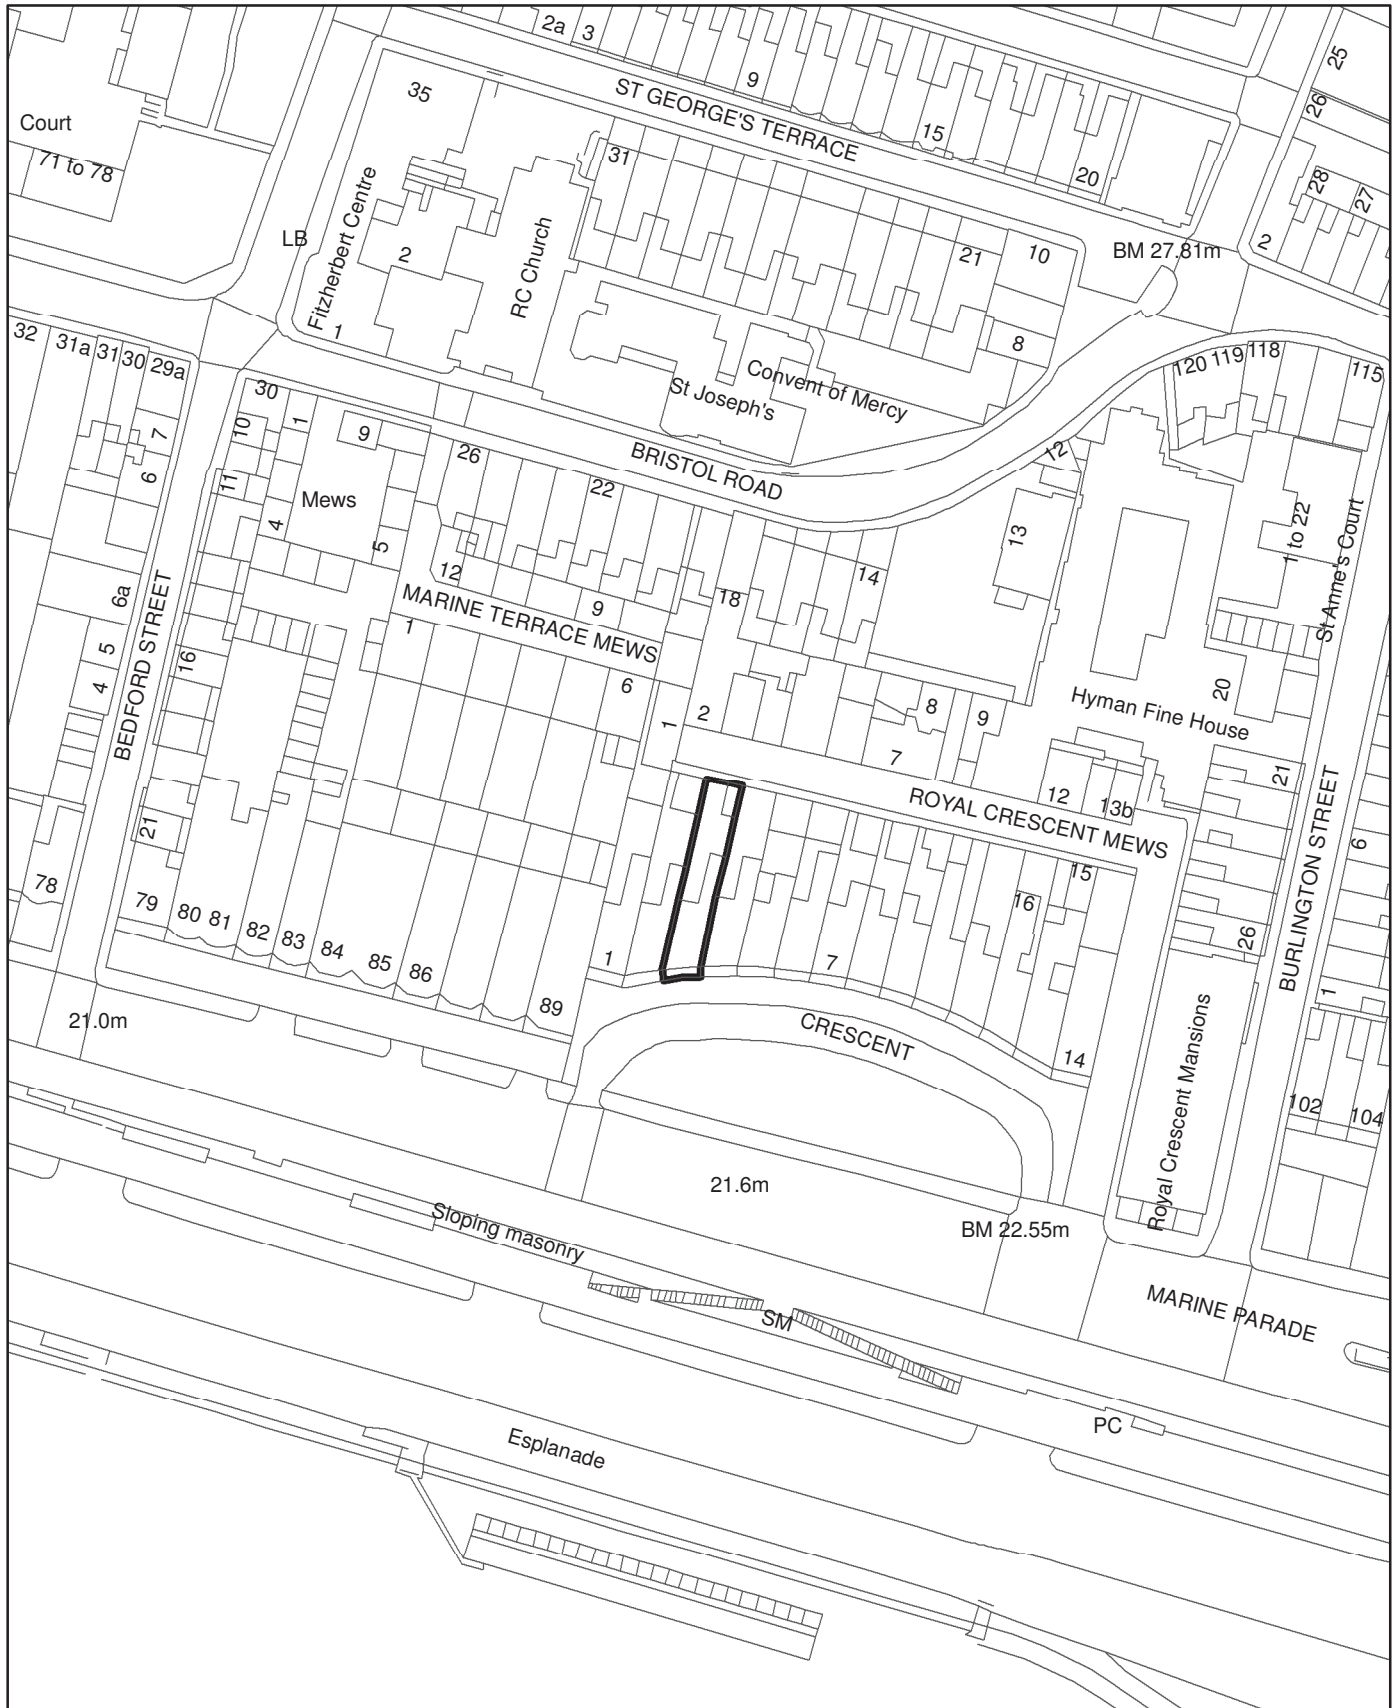 2a
3
9
15
20
ST GEORGE'S TERRACE
25
26
28
27
2
35
Court
71 to 78
31
Fitzherbert Centre
LB
2
RC Church
1
21
10
BM 27.81m
8
Convent of Mercy
St Joseph's
32
31a
31
30
29a
7
6
30
10
1
9
11
Mews
4
5
26
22
BRISTOL ROAD
12
13
120
119
118
115
1 to 22
St Anne's Court
14
18
12
9
MARINE TERRACE MEWS
1
6
6a
5
4
BEDFORD STREET
16
1
2
8
9
7
Hyman Fine House
20
21
12
13b
ROYAL CRESCENT MEWS
15
16
BURLINGTON STREET
6
26
1
21
78
79
80
81
82
83
84
85
86
89
1
7
14
CRESCENT
21.0m
Royal Crescent Mansions
102
104
21.6m
BM 22.55m
Sloping masonry
SM
MARINE PARADE
PC
Esplanade